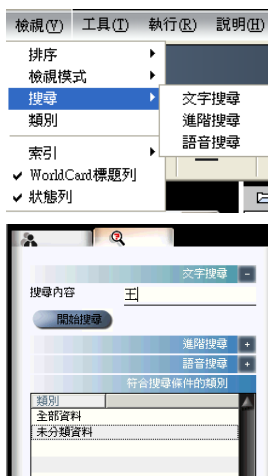 檢視(V) 工具(T) 執行(R) 說明(H)
排序
檢視模式
搜尋
文字搜尋
類別
進階搜尋
語音搜尋
索引
WorldCard標題列
狀態列
文字搜尋
搜尋內容 王
開始搜尋
進階搜尋
語音搜尋
符合搜尋條件的類別
類別
全部資料
未分類資料